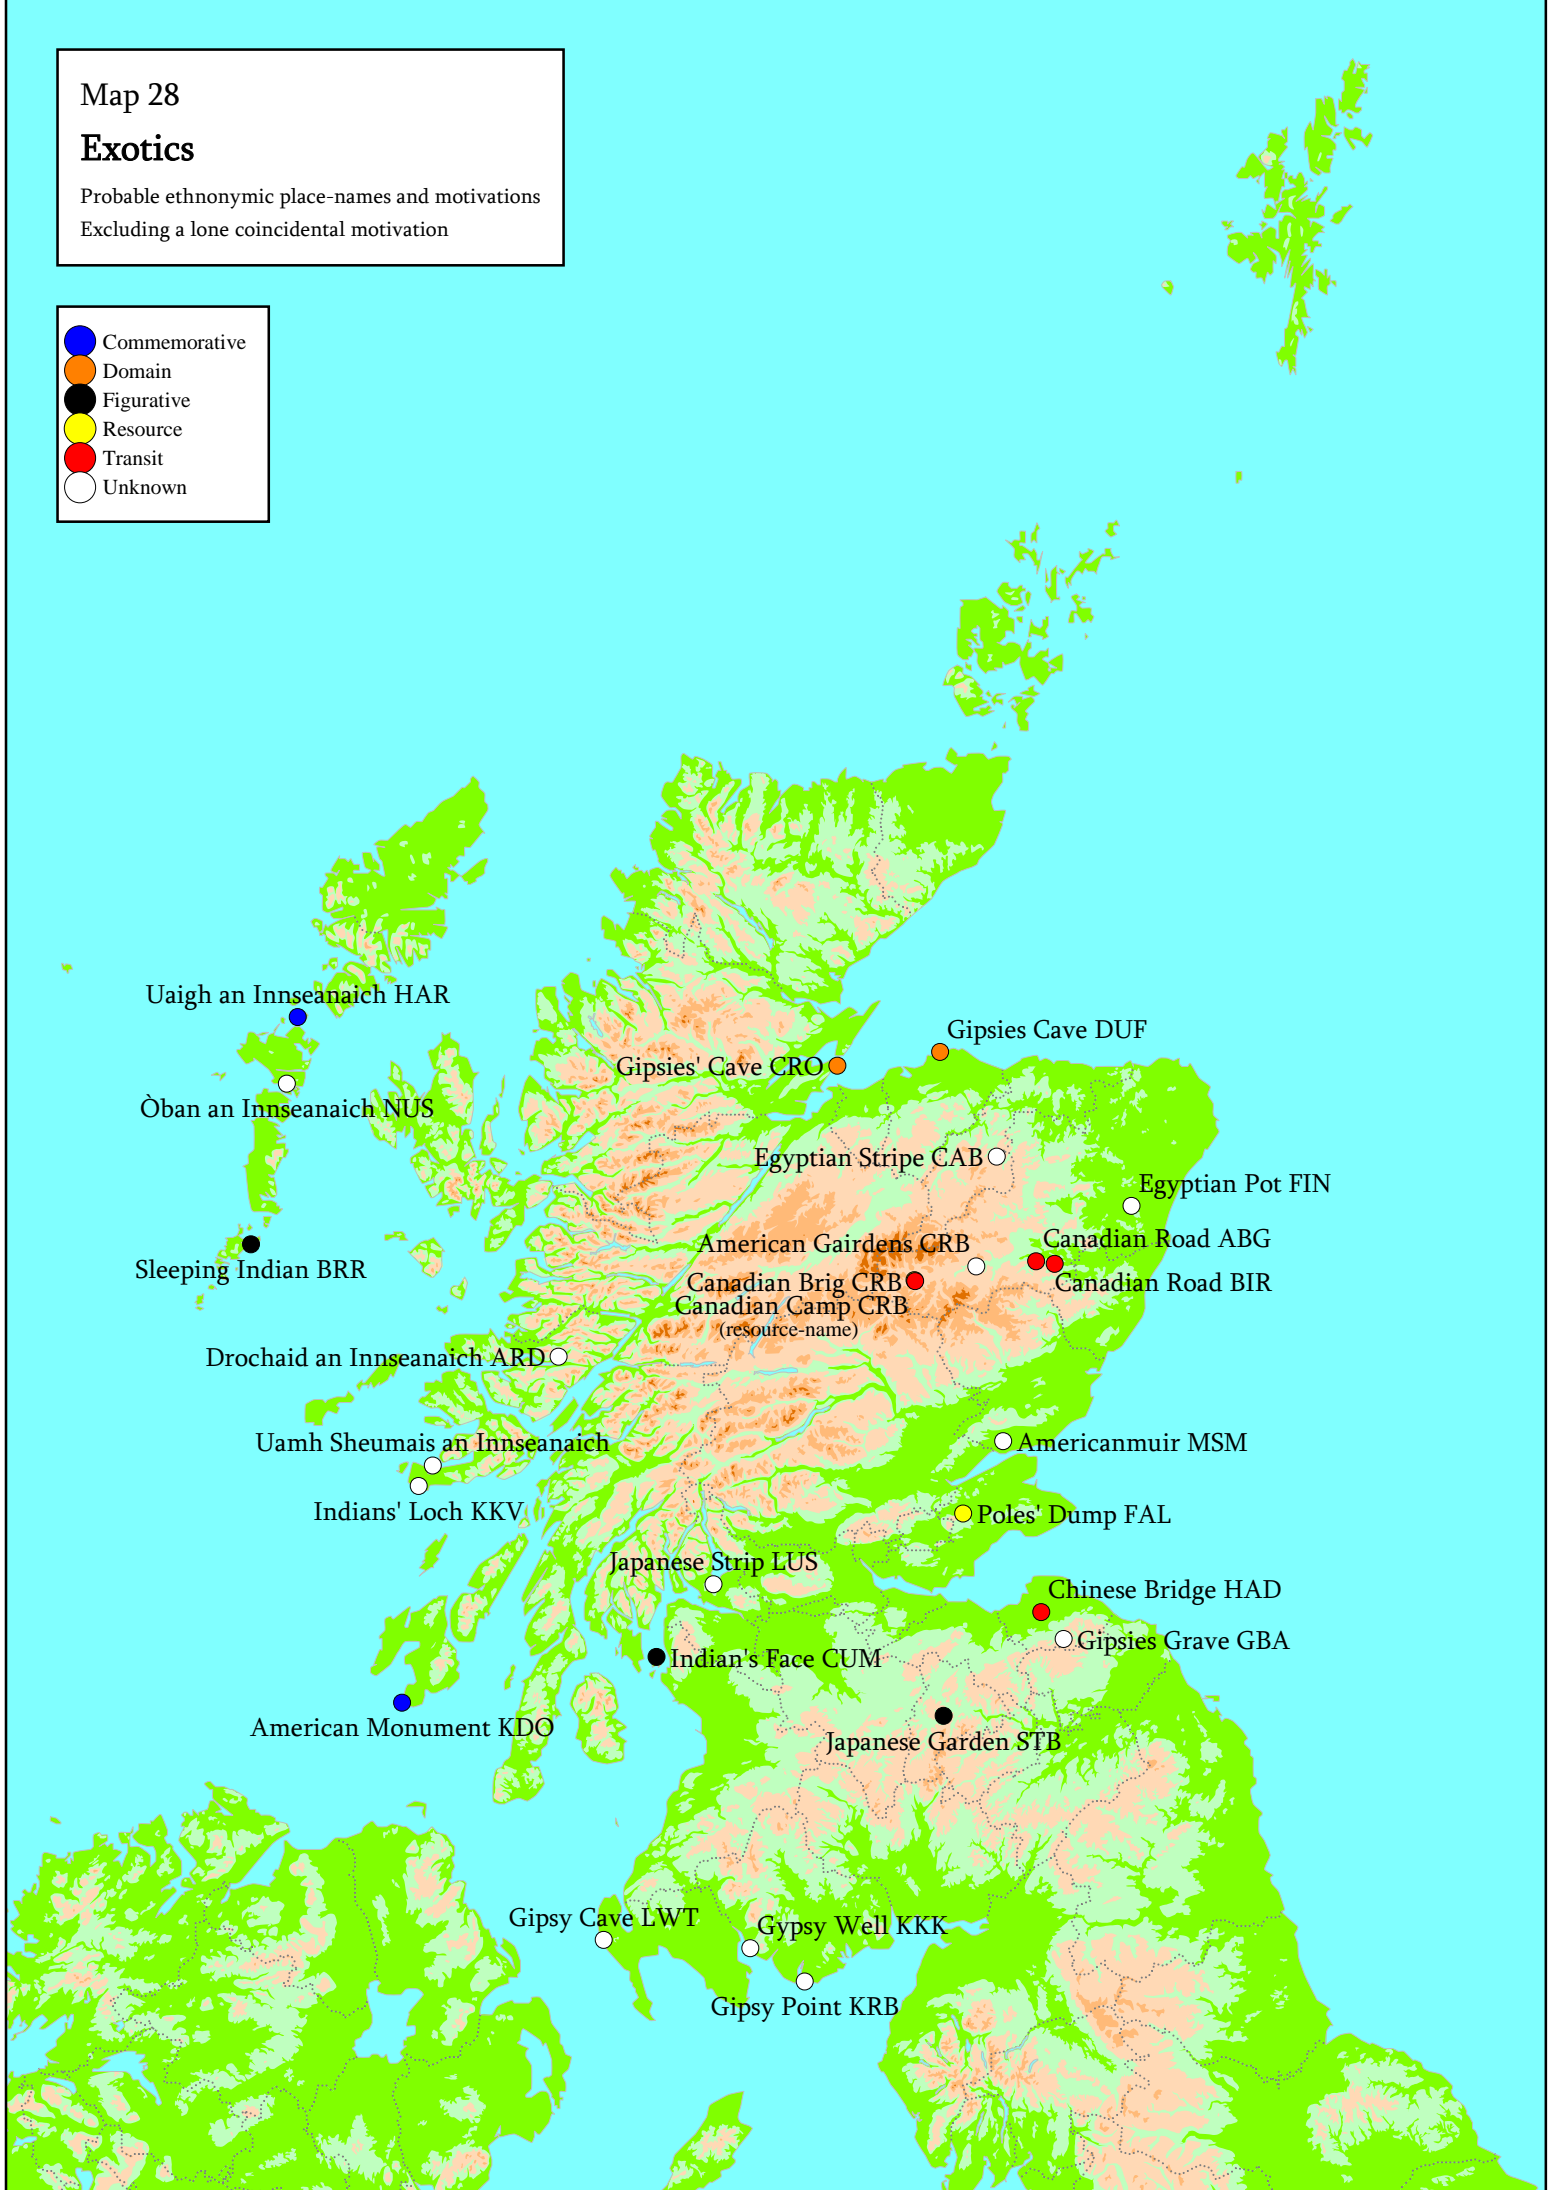 Map 28
Exotics
Probable ethnonymic place-names and motivations
Excluding a lone coincidental motivation
Commemorative
Domain
Figurative
Resource
Transit
Unknown
Uaigh an Innseanaich HAR
Gipsies Cave DUF
Gipsies' Cave CRO
Òban an Innseanaich NUS
Egyptian Stripe CAB
Egyptian Pot FIN
Canadian Road ABG
American Gairdens CRB
Sleeping Indian BRR
Canadian Brig CRB
Canadian Road BIR
Canadian Camp CRB
(resource-name)
Drochaid an Innseanaich ARD
Uamh Sheumais an Innseanaich
Americanmuir MSM
Indians' Loch KKV
Poles' Dump FAL
Japanese Strip LUS
Chinese Bridge HAD
Gipsies Grave GBA
Indian's Face CUM
American Monument KDO
Japanese Garden STB
Gipsy Cave LWT
Gypsy Well KKK
Gipsy Point KRB